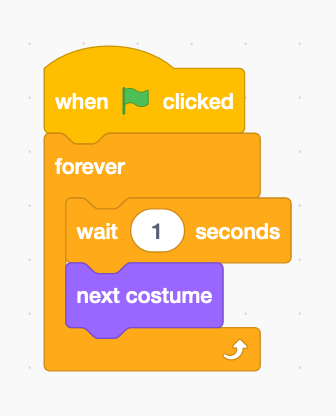 when clicked
forever
wait 1 seconds
next costume